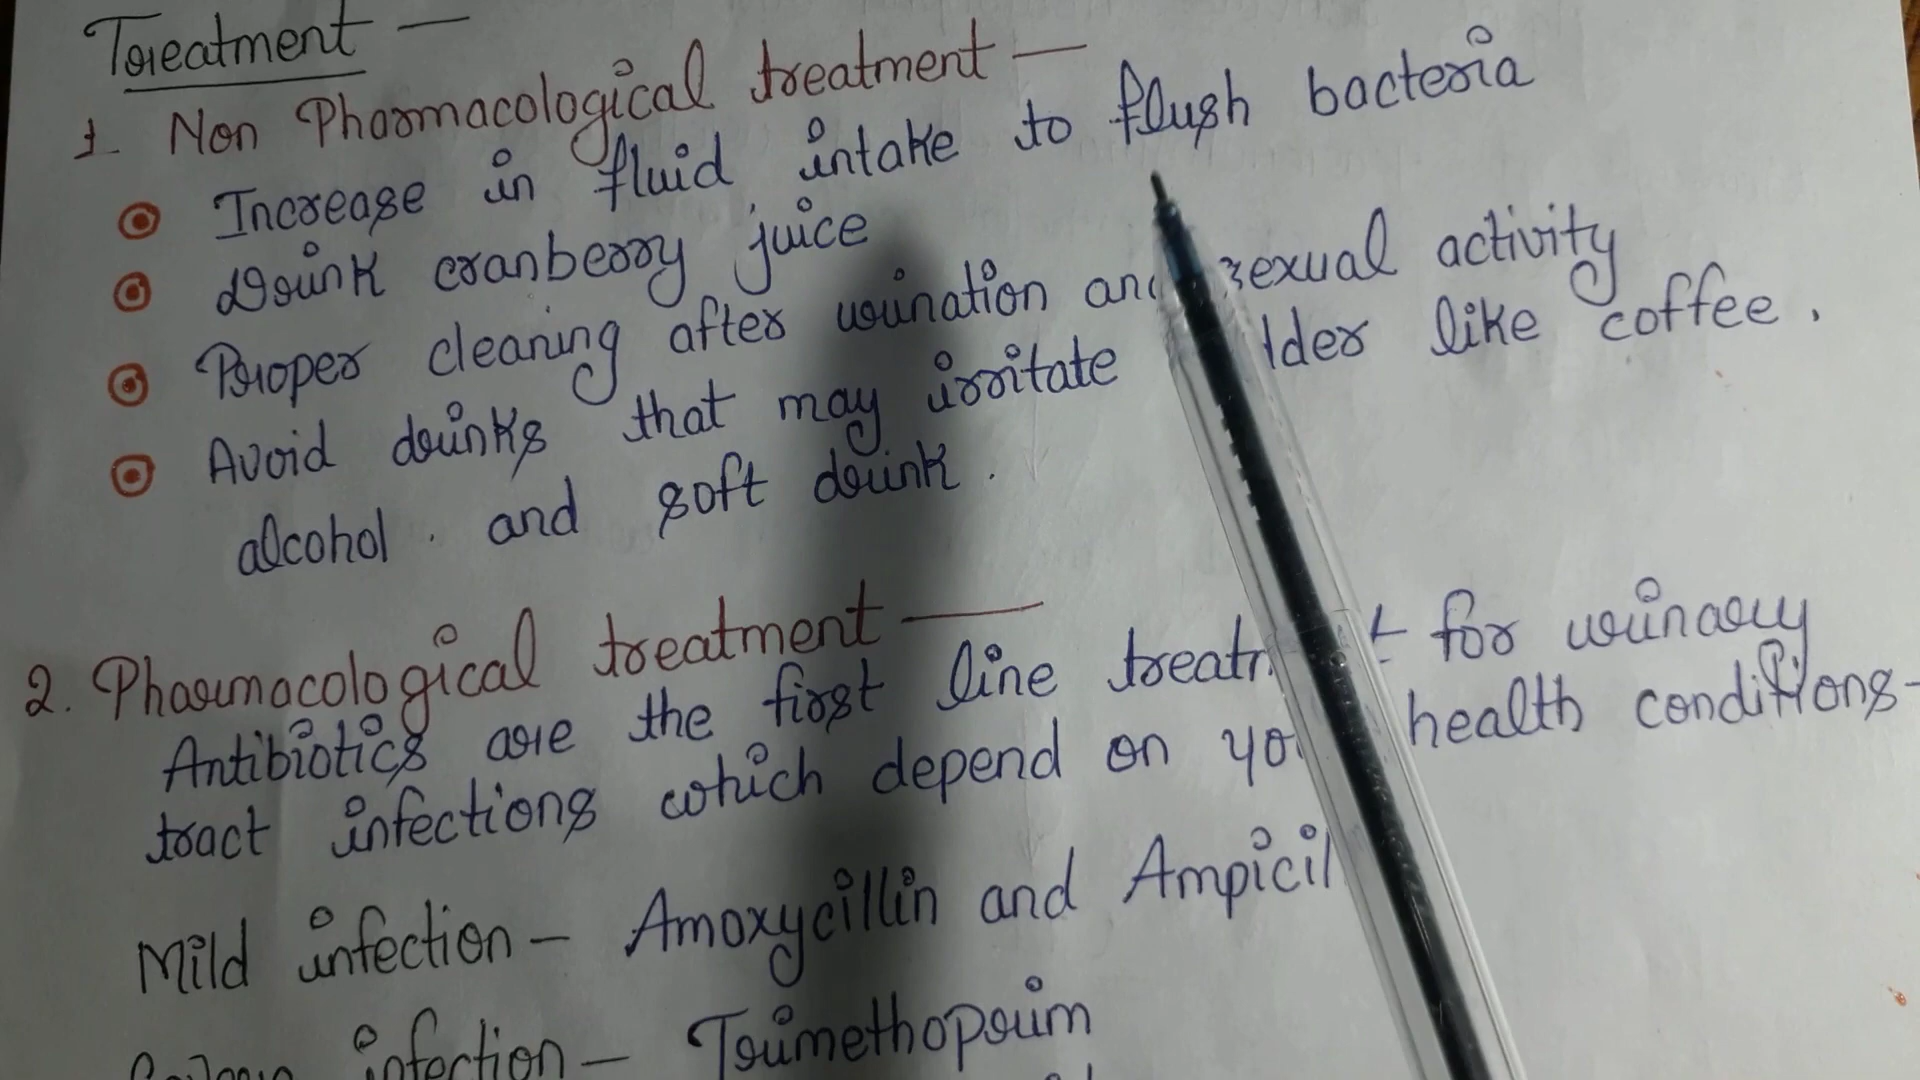 Treatment —
1. Non Pharmacological treatment —
Increase in fluid intake to flush bacteria
Drink cranberry juice
Proper cleaning after urination and sexual activity
Avoid drinks that may irritate lder like coffee.
alcohol. and soft drink.
2. Pharmacological treatment —
Antibiotics are the first line treatment for urinary
tract infections which depend on yo health conditions-
Mild infection - Amoxycillin and Ampicil
infection - Trimethoprim